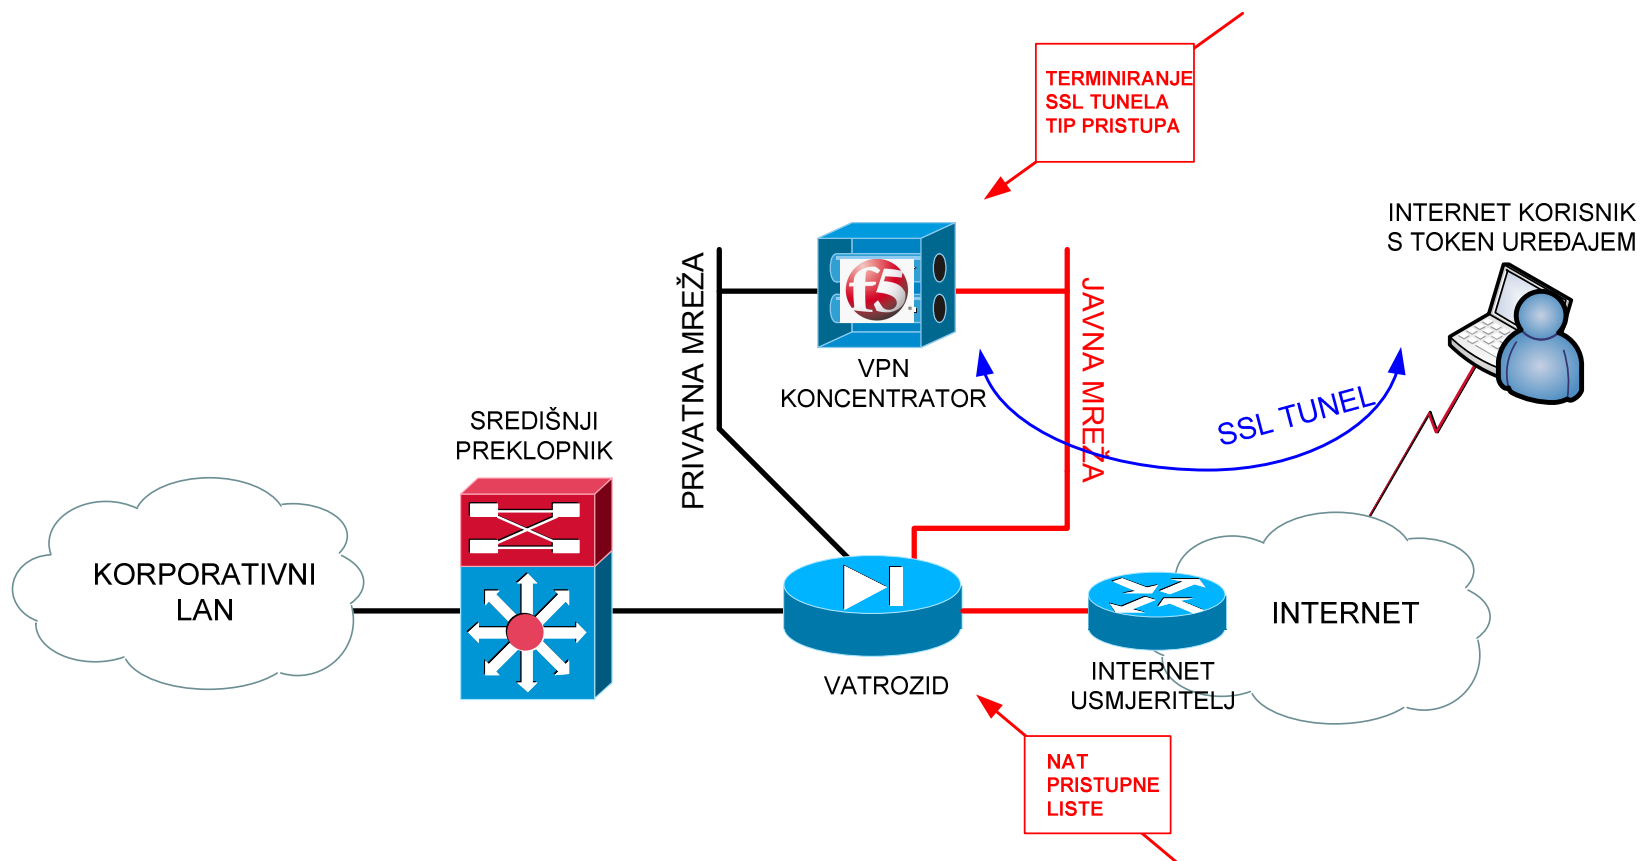 TERMINIRANJE
SSL TUNELA
TIP PRISTUPA
INTERNET KORISNIK
S TOKEN UREĐAJEM
PRIVATNA MREŽA
f5
JAVNA MREŽA
VPN
KONCENTRATOR
SSL TUNEL
SREDIŠNJI
PREKLOPNIK
KORPORATIVNI
LAN
INTERNET
VATROZID
INTERNET
USMJERITELJ
NAT
PRISTUPNE
LISTE